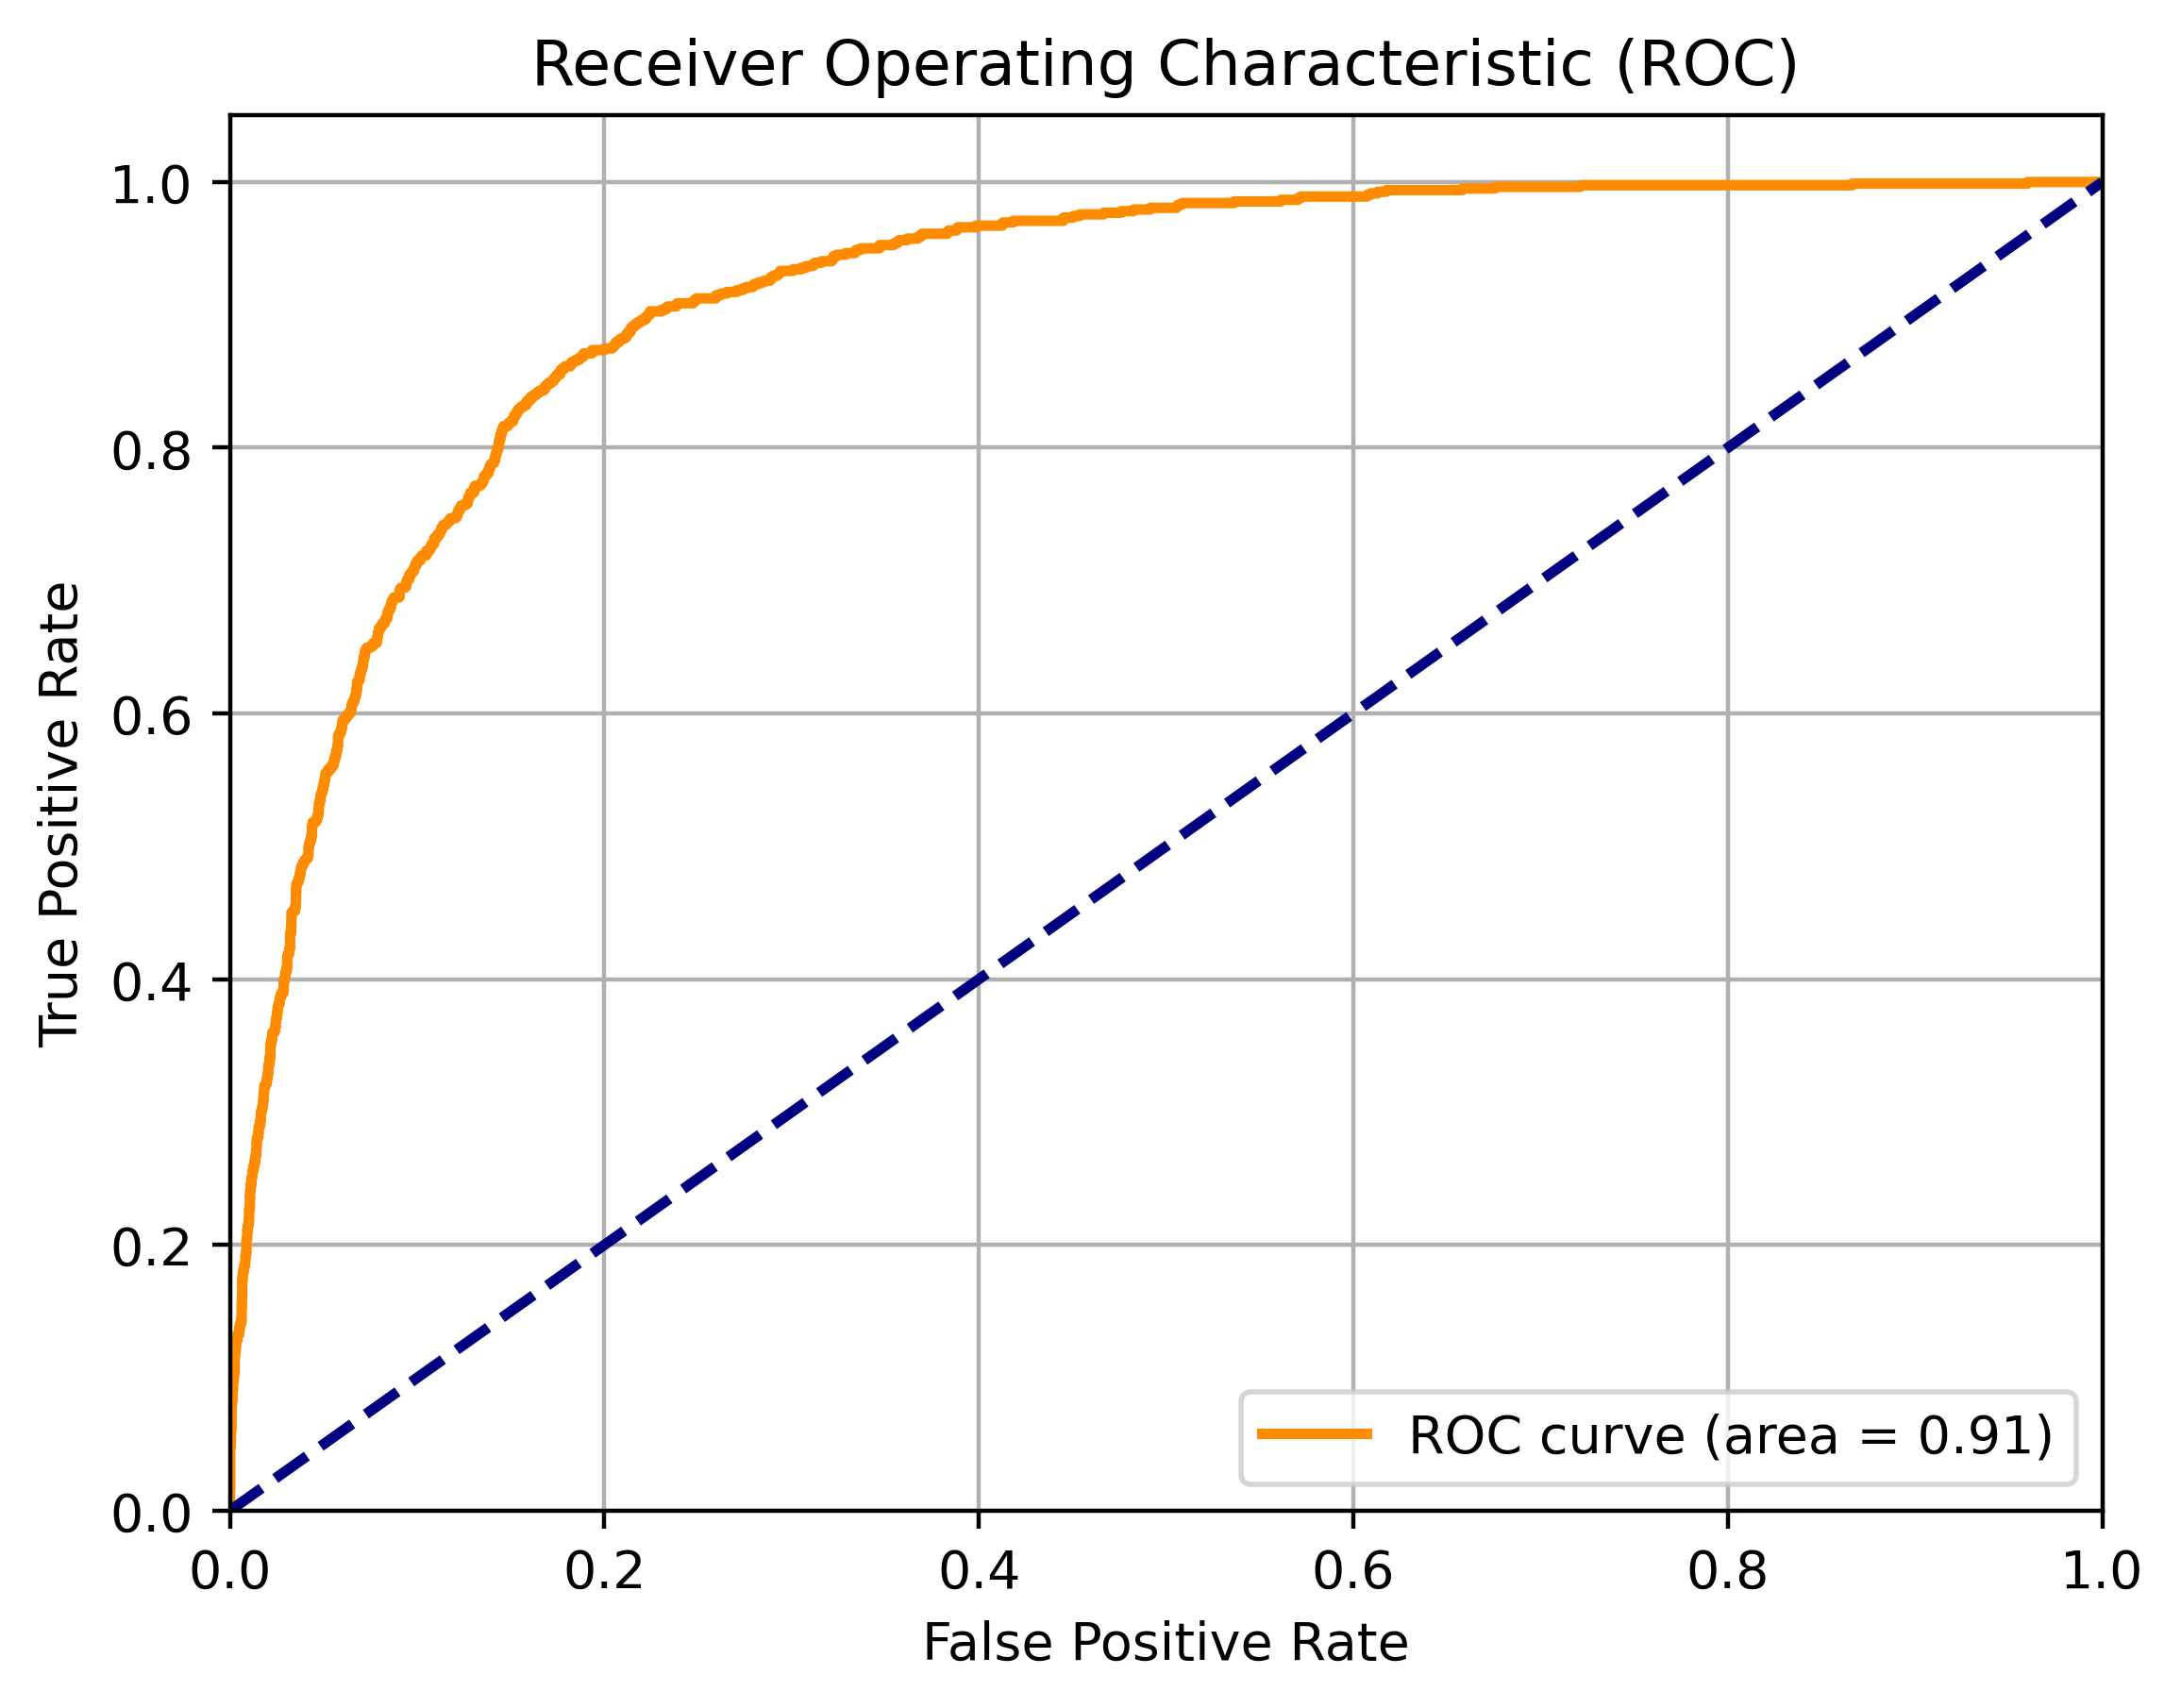 Receiver Operating Characteristic (ROC)
1.0
0.8
0.6
0.4
0.2
0.0
True Positive Rate
ROC curve (area = 0.91)
0.0 0.2 0.4 0.6 0.8 1.0
False Positive Rate